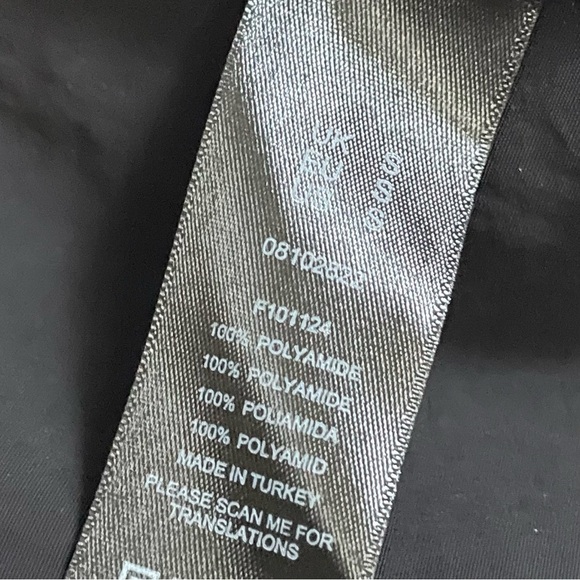 UK S
EU S
US S
08102822
F101124
100% POLYAMIDE
100% POLYAMIDE
100% POLIAMIDA
100% POLYAMID
MADE IN TURKEY
PLEASE SCAN ME FOR
TRANSLATIONS